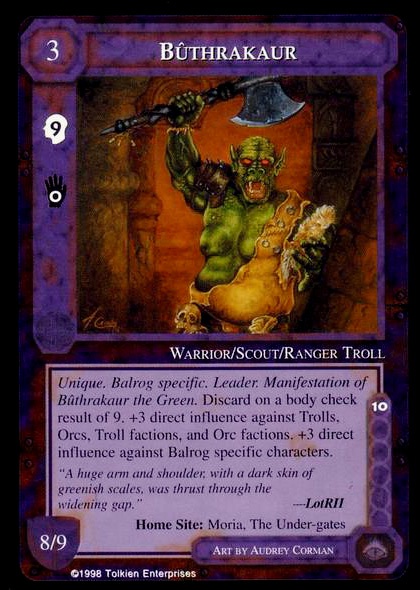 3
BÛTHRAKAUR
9
0
WARRIOR/SCOUT/RANGER TROLL
Unique. Balrog specific. Leader. Manifestation of
Bûthrakaur the Green. Discard on a body check
result of 9. +3 direct influence against Trolls,
Orcs, Troll factions, and Orc factions. +3 direct
influence against Balrog specific characters.
10
“A huge arm and shoulder, with a dark skin of
greenish scales, was thrust through the
widening gap.” —LotRII
Home Site: Moria, The Under-gates
8/9
ART BY AUDREY CORMAN
©1998 Tolkien Enterprises